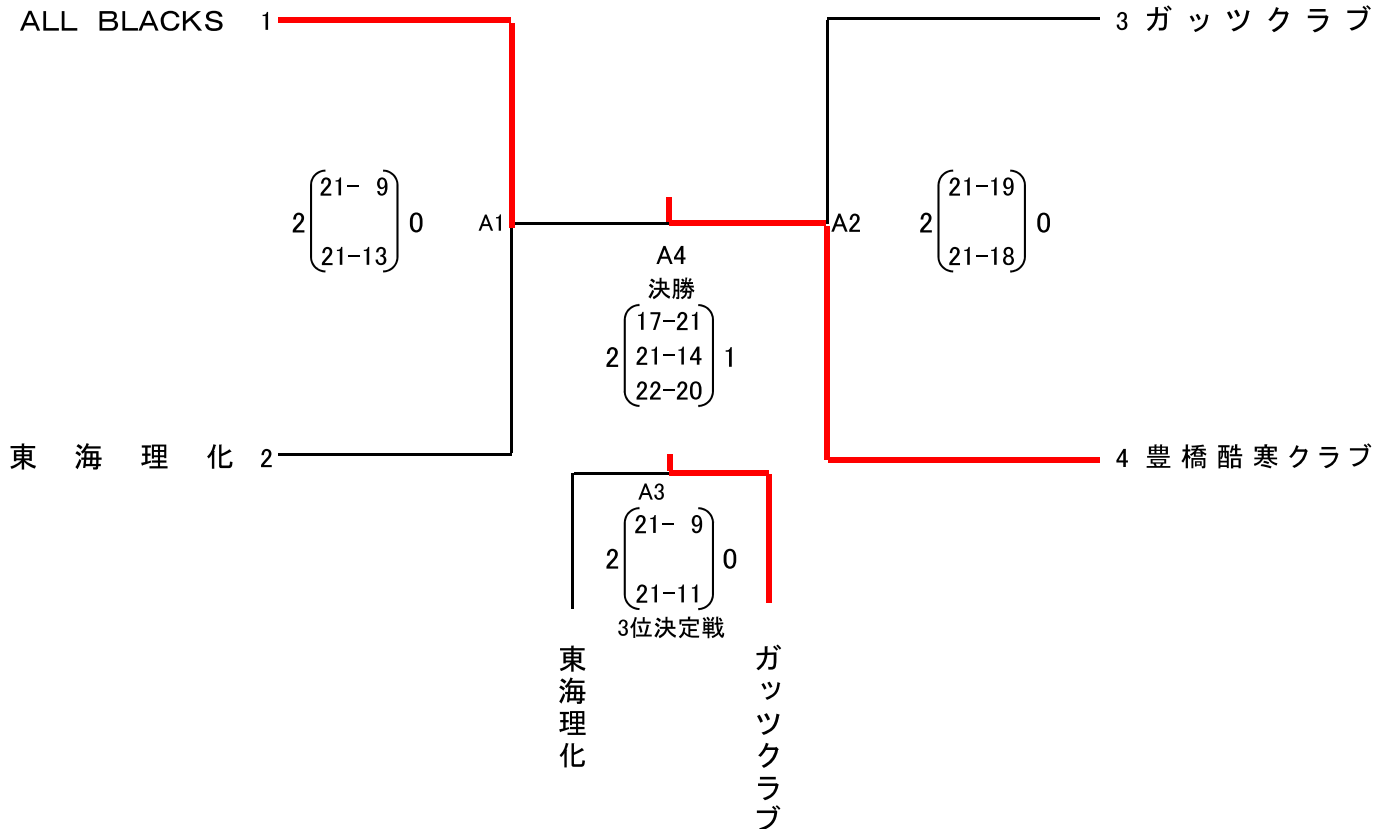 ALL BLACKS 1
3 ガッツクラブ
2 21- 9 0
21-13
A1
A2
2 21-19 0
21-18
A4
決勝
17-21
2 21-14 1
22-20
東海理化 2
4 豊橋酷寒クラブ
A3
21- 9
2 0
21-11
3位決定戦
東海理化
ガッツクラブ